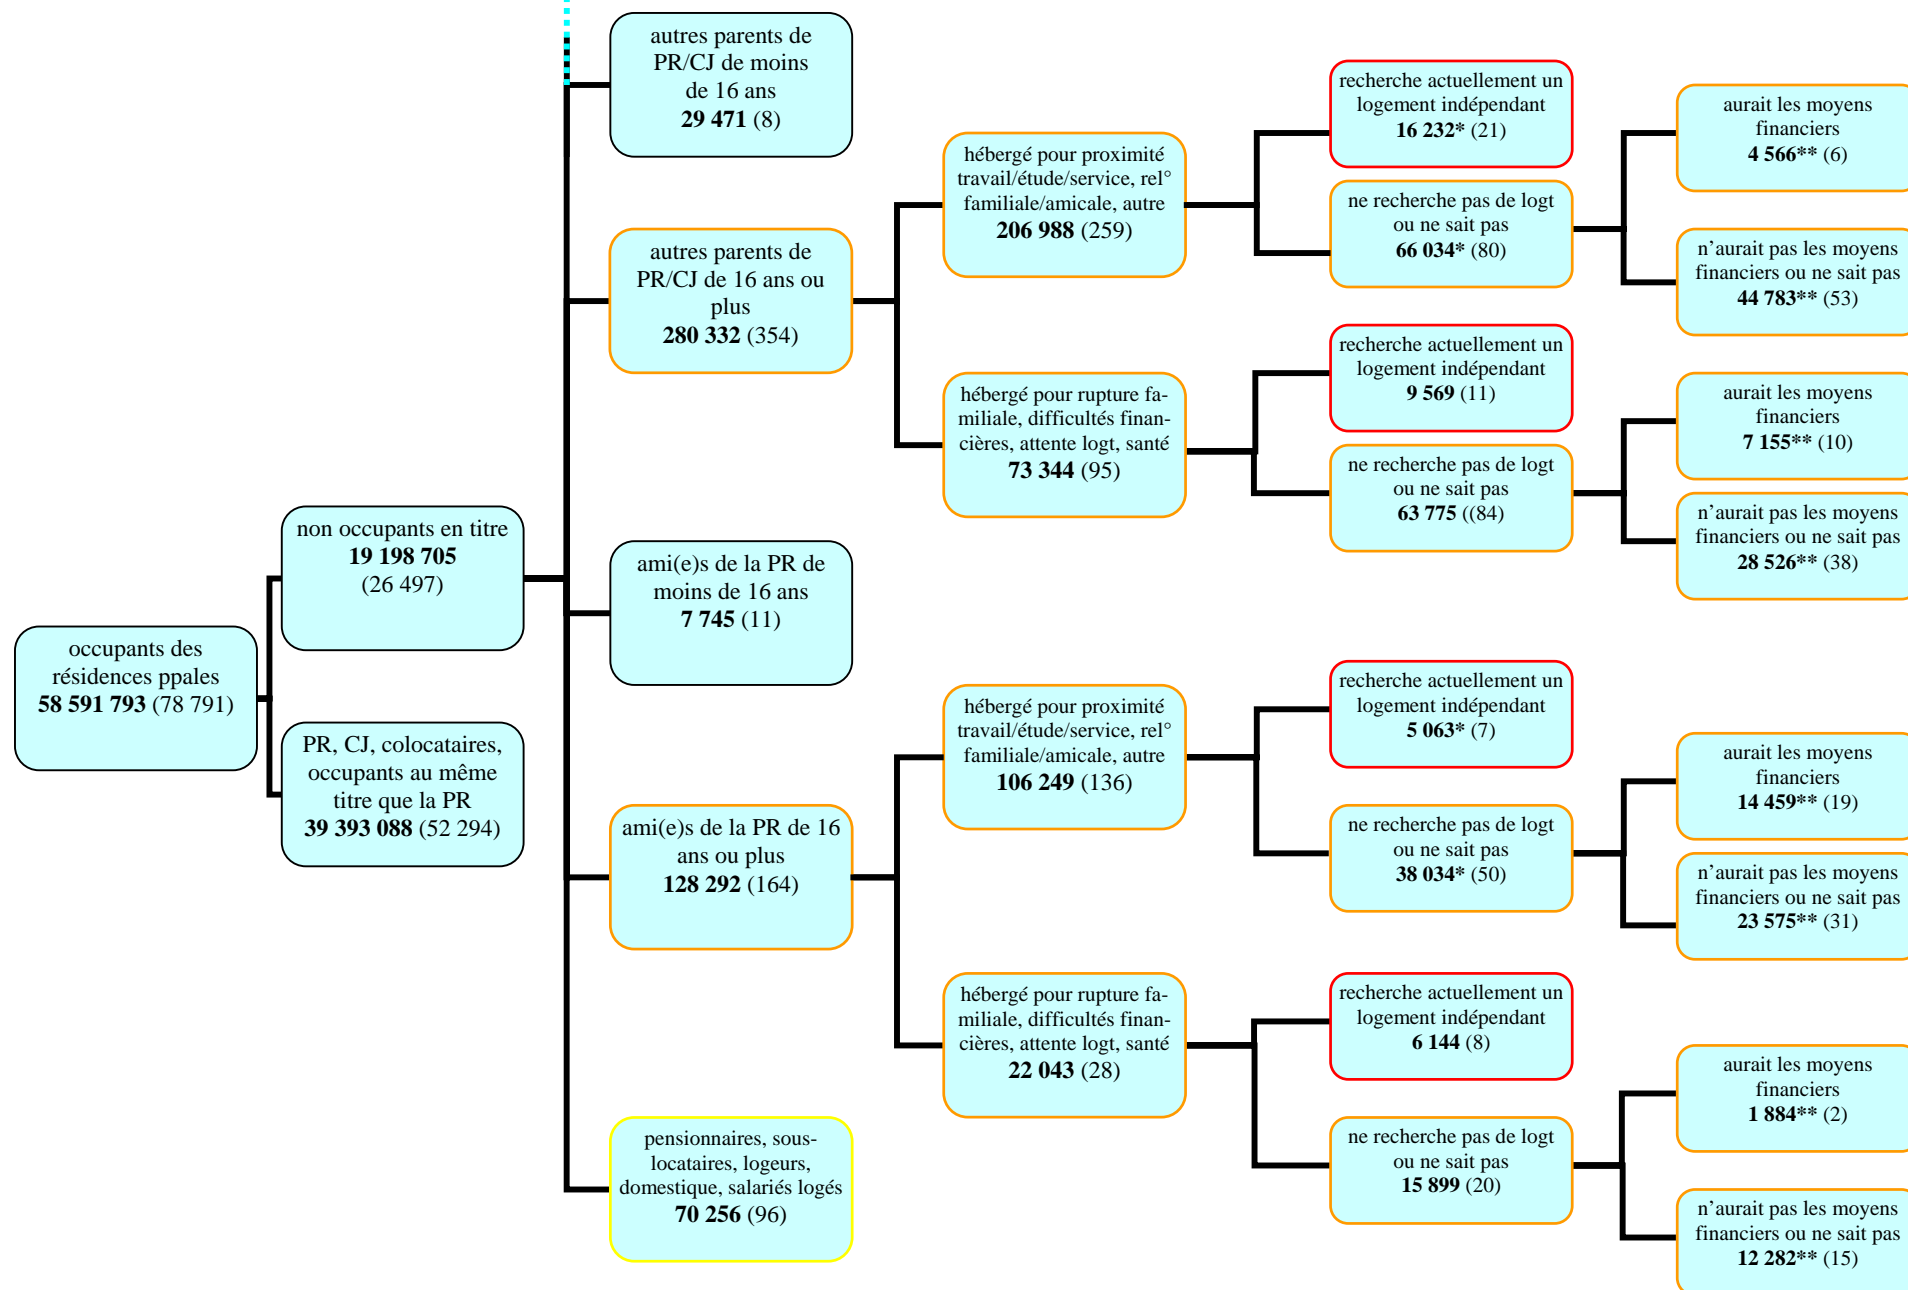 occupants des
résidences ppales
58 591 793 (78 791)
non occupants en titre
19 198 705
(26 497)
PR, CJ, colocataires,
occupants au même
titre que la PR
39 393 088 (52 294)
autres parents de
PR/CJ de moins
de 16 ans
29 471 (8)
autres parents de
PR/CJ de 16 ans ou
plus
280 332 (354)
ami(e)s de la PR de
moins de 16 ans
7 745 (11)
ami(e)s de la PR de 16
ans ou plus
128 292 (164)
pensionnaires, sous-
locataires, logeurs,
domestique, salariés logés
70 256 (96)
hébergé pour proximité
travail/étude/service, rel°
familiale/amicale, autre
206 988 (259)
hébergé pour rupture fa-
miliale, difficultés finan-
cières, attente logt, santé
73 344 (95)
hébergé pour proximité
travail/étude/service, rel°
familiale/amicale, autre
106 249 (136)
hébergé pour rupture fa-
miliale, difficultés finan-
cières, attente logt, santé
22 043 (28)
recherche actuellement un
logement indépendant
16 232* (21)
ne recherche pas de logt
ou ne sait pas
66 034* (80)
recherche actuellement un
logement indépendant
9 569 (11)
ne recherche pas de logt
ou ne sait pas
63 775 ((84)
recherche actuellement un
logement indépendant
5 063* (7)
ne recherche pas de logt
ou ne sait pas
38 034* (50)
recherche actuellement un
logement indépendant
6 144 (8)
ne recherche pas de logt
ou ne sait pas
15 899 (20)
aurait les moyens
financiers
4 566** (6)
n'aurait pas les moyens
financiers ou ne sait pas
44 783** (53)
aurait les moyens
financiers
7 155** (10)
n'aurait pas les moyens
financiers ou ne sait pas
28 526** (38)
aurait les moyens
financiers
14 459** (19)
n'aurait pas les moyens
financiers ou ne sait pas
23 575** (31)
aurait les moyens
financiers
1 884** (2)
n'aurait pas les moyens
financiers ou ne sait pas
12 282** (15)